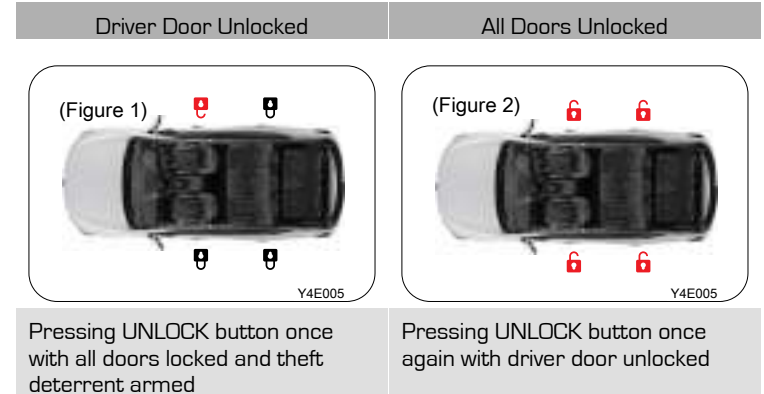 Driver Door Unlocked
All Doors Unlocked
(Figure 1)
Y4E005
(Figure 2)
Y4E005
Pressing UNLOCK button once
with all doors locked and theft
deterrent armed
Pressing UNLOCK button once
again with driver door unlocked